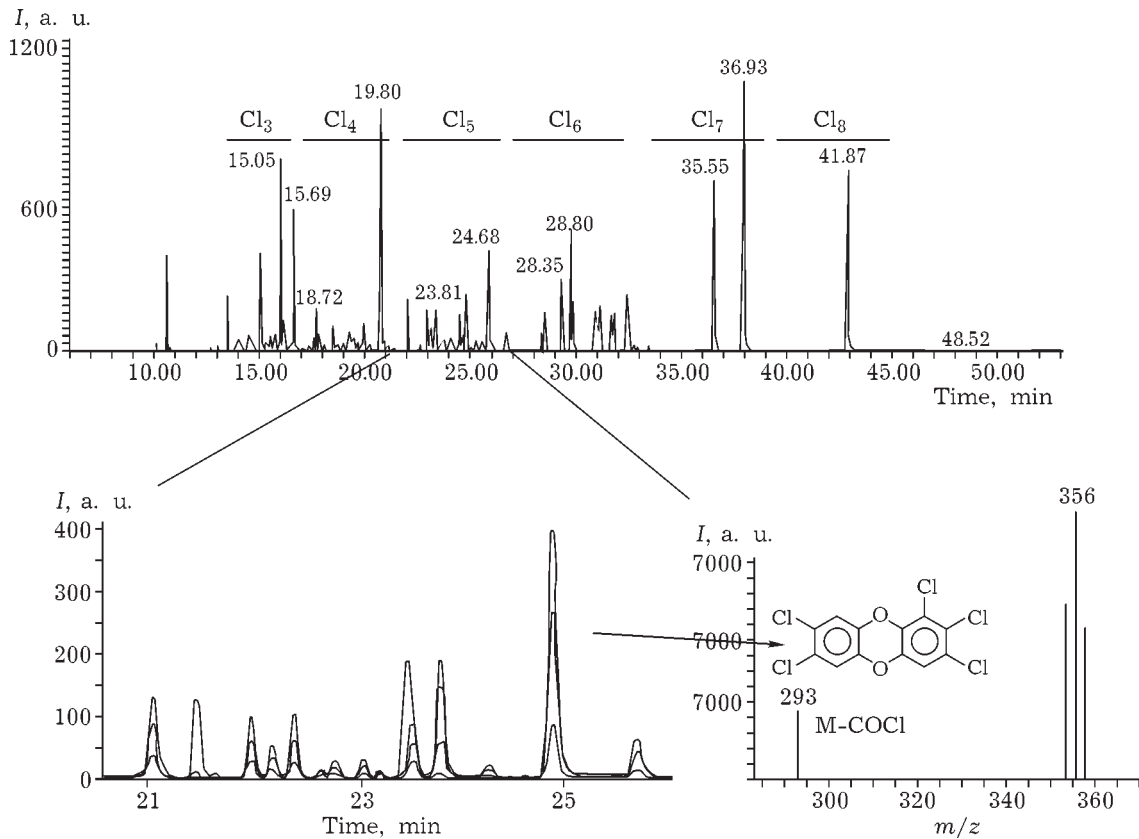 I, a. u.
1200
600
0
Cl₃
Cl₄
Cl₅
Cl₆
Cl₇
Cl₈
15.05
15.69
18.72
19.80
23.81
24.68
28.35
28.80
35.55
36.93
41.87
48.52
10.00 15.00 20.00 25.00 30.00 35.00 40.00 45.00 50.00
Time, min
I, a. u.
400
300
200
100
0
21 23 25
Time, min
I, a. u.
7000
7000
7000
356
293
M-COCl
Cl
Cl
Cl
Cl
Cl
O
O
300 320 340 360
m/z